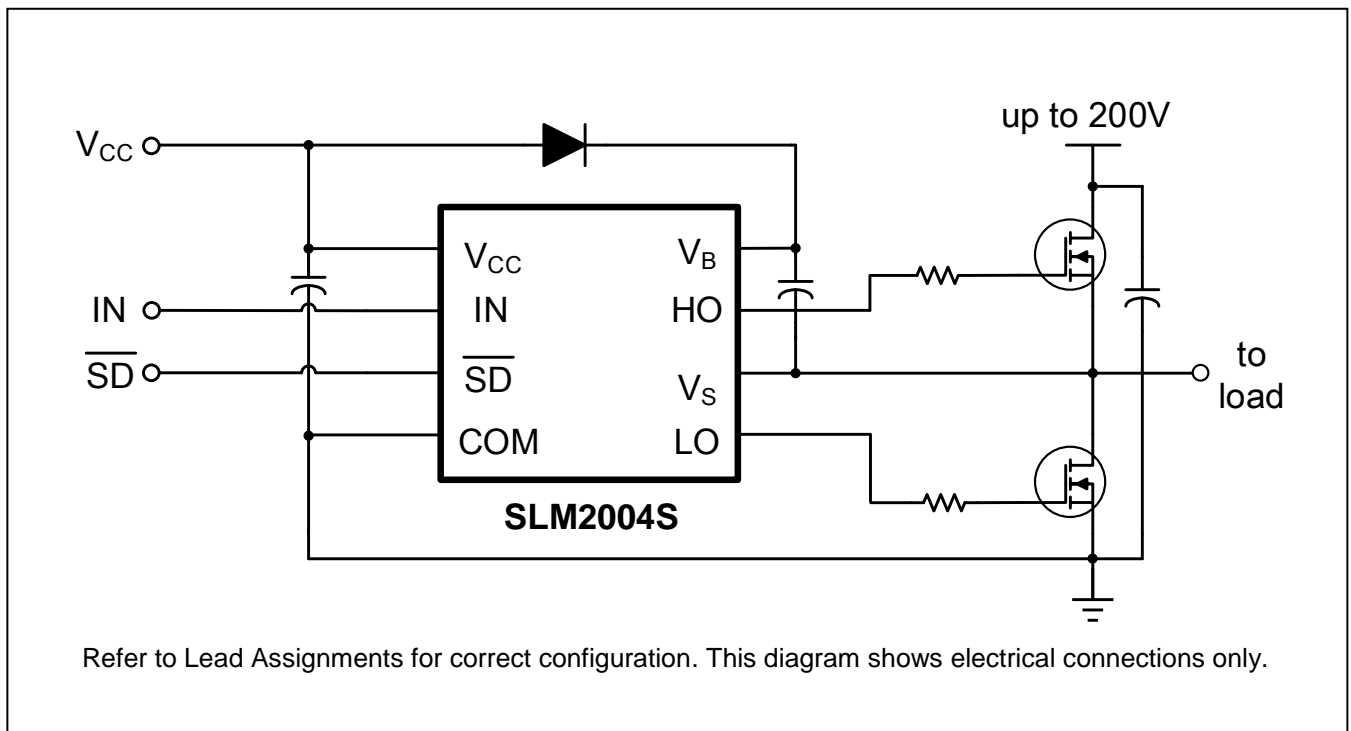 up to 200V
VCC
VCC
VB
IN
IN
HO
SD
SD
VS
to
load
COM
LO
SLM2004S
Refer to Lead Assignments for correct configuration. This diagram shows electrical connections only.